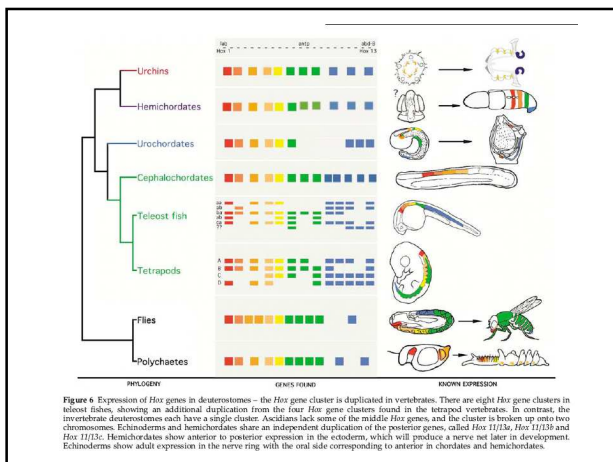 lab antp abd-B
Hox 1 Hox 13
Urchins
Hemichordates
?
Urochordates
Cephalochordates
Teleost fish
Tetrapods
A
B
C
D
Flies
Polychaetes
PHYLOGENY GENES FOUND KNOWN EXPRESSION
Figure 6 Expression of Hox genes in deuterostomes – the Hox gene cluster is duplicated in vertebrates. There are eight Hox gene clusters in
teleost fishes, showing an additional duplication from the four Hox gene clusters found in the tetrapod vertebrates. In contrast, the
invertebrate deuterostomes each have a single cluster. Ascidians lack some of the middle Hox genes, and the cluster is broken up onto two
chromosomes. Echinoderms and hemichordates share an independent duplication of the posterior genes, called Hox 11/13a, Hox 11/13b and
Hox 11/13c. Hemichordates show anterior to posterior expression in the ectoderm, which will produce a nerve net later in development.
Echinoderms show adult expression in the nerve ring with the oral side corresponding to anterior in chordates and hemichordates.